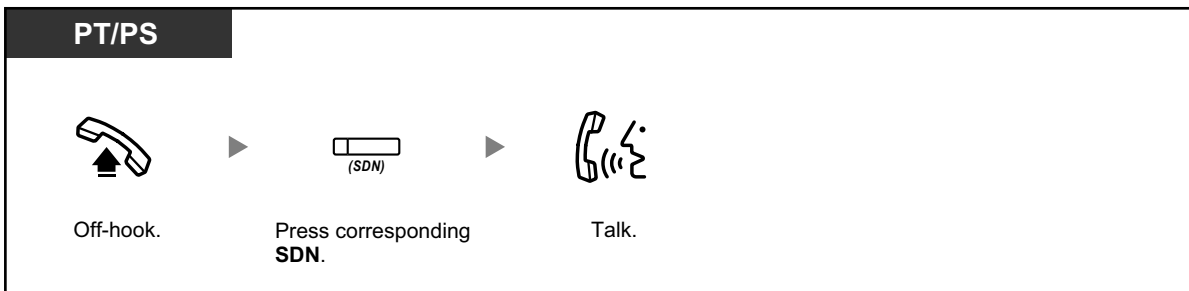 PT/PS
(SDN)
Off-hook.
Press corresponding
SDN.
Talk.